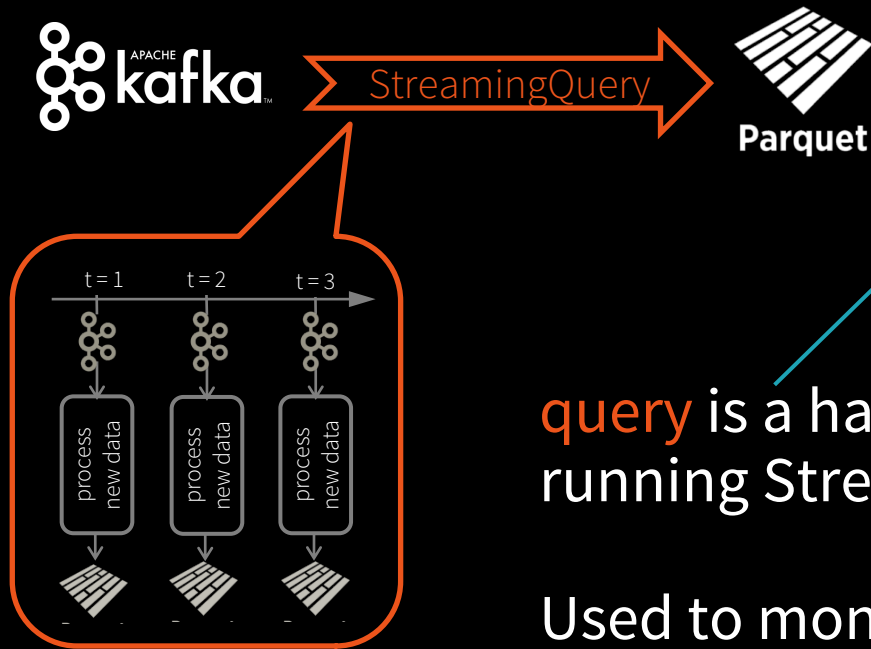 APACHE
kafka™
StreamingQuery
Parquet
t = 1 t = 2 t = 3
process
new data
process
new data
process
new data
query is a ha
running Stre
Used to mon